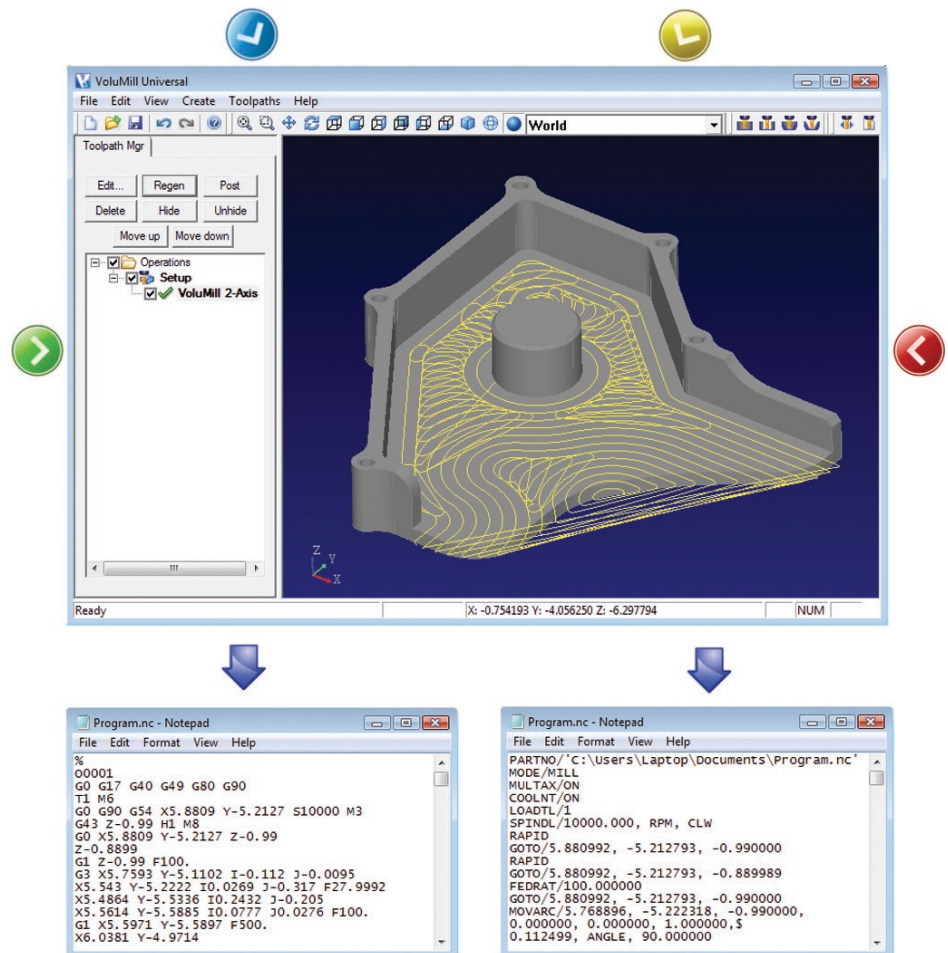 VoluMill Universal
File Edit View Create Toolpaths Help
World
Toolpath Mgr
Edit... Regen Post
Delete Hide Unhide
Move up Move down
Operations
Setup
VoluMill 2-Axis
Z
Y
X
Ready X: -0.754193 Y: -4.056250 Z: -6.297794 NUM
Program.nc - Notepad
File Edit Format View Help
%
O0001
G0 G17 G40 G49 G80 G90
T1 M6
G0 G90 G54 X5.8809 Y-5.2127 S10000 M3
G43 Z-0.99 H1 M8
G0 X5.8809 Y-5.2127 Z-0.99
Z-0.8899
G1 Z-0.99 F100.
G3 X5.7593 Y-5.1102 I-0.112 J-0.0095
X5.543 Y-5.2222 I0.0269 J-0.317 F27.9992
X5.4864 Y-5.5336 I0.2432 J-0.205
X5.5614 Y-5.5885 I0.0777 J0.0276 F100.
G1 X5.5971 Y-5.5897 F500.
X6.0381 Y-4.9714
Program.nc - Notepad
File Edit Format View Help
PARTNO/'C:\Users\Laptop\Documents\Program.nc'
MODE/MILL
MULTAX/ON
COOLNT/ON
LOADTL/1
SPINDL/10000.000, RPM, CLW
RAPID
GOTO/5.880992, -5.212793, -0.990000
RAPID
GOTO/5.880992, -5.212793, -0.889989
FEDRAT/100.000000
GOTO/5.880992, -5.212793, -0.990000
MOVARC/5.768896, -5.222318, -0.990000,
0.000000, 0.000000, 1.000000,$
0.112499, ANGLE, 90.000000